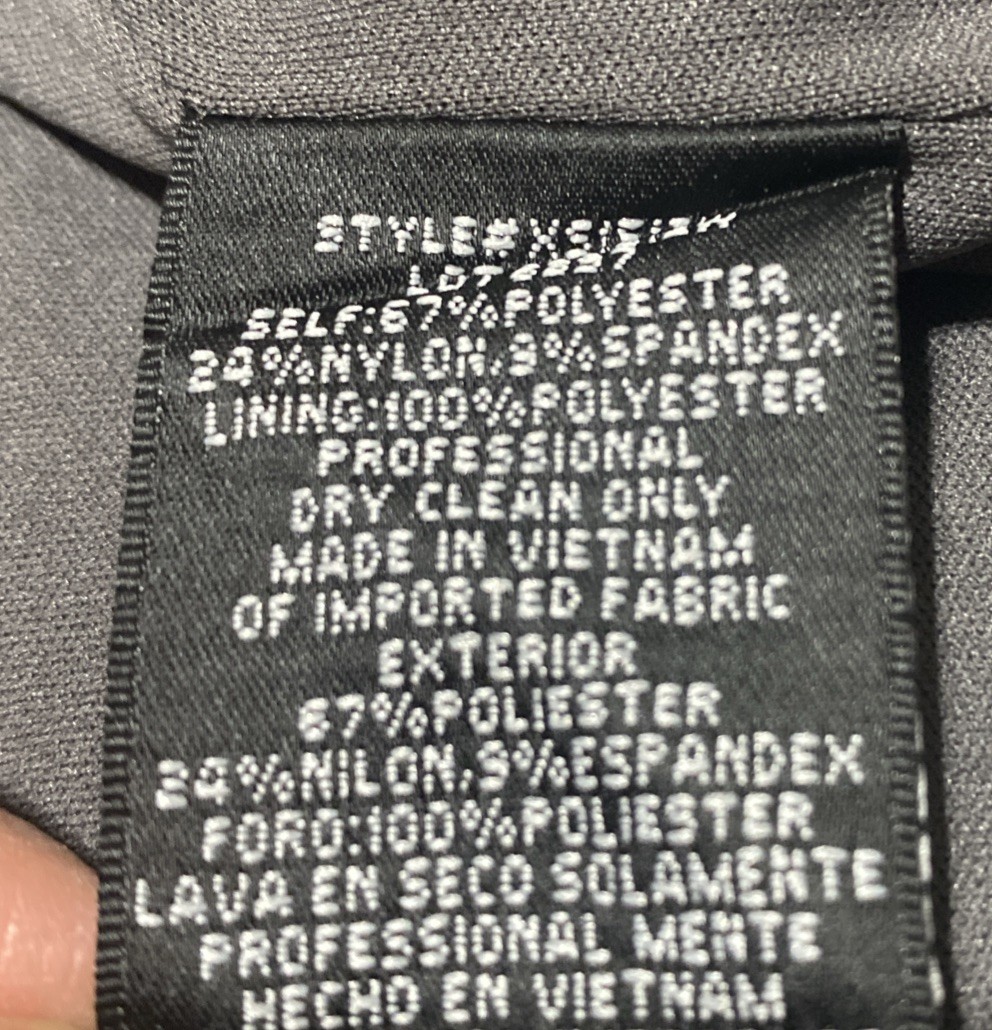 STYLE#
LOT
SELF:67%POLYESTER
24%NYLON,9%SPANDEX
LINING:100%POLYESTER
PROFESSIONAL
DRY CLEAN ONLY
MADE IN VIETNAM
OF IMPORTED FABRIC
EXTERIOR
67%POLIESTER
24%NILON,9%ESPANDEX
FORO:100%POLIESTER
LAVA EN SECO SOLAMENTE
PROFESSIONAL MENTE
HECHO EN VIETNAM